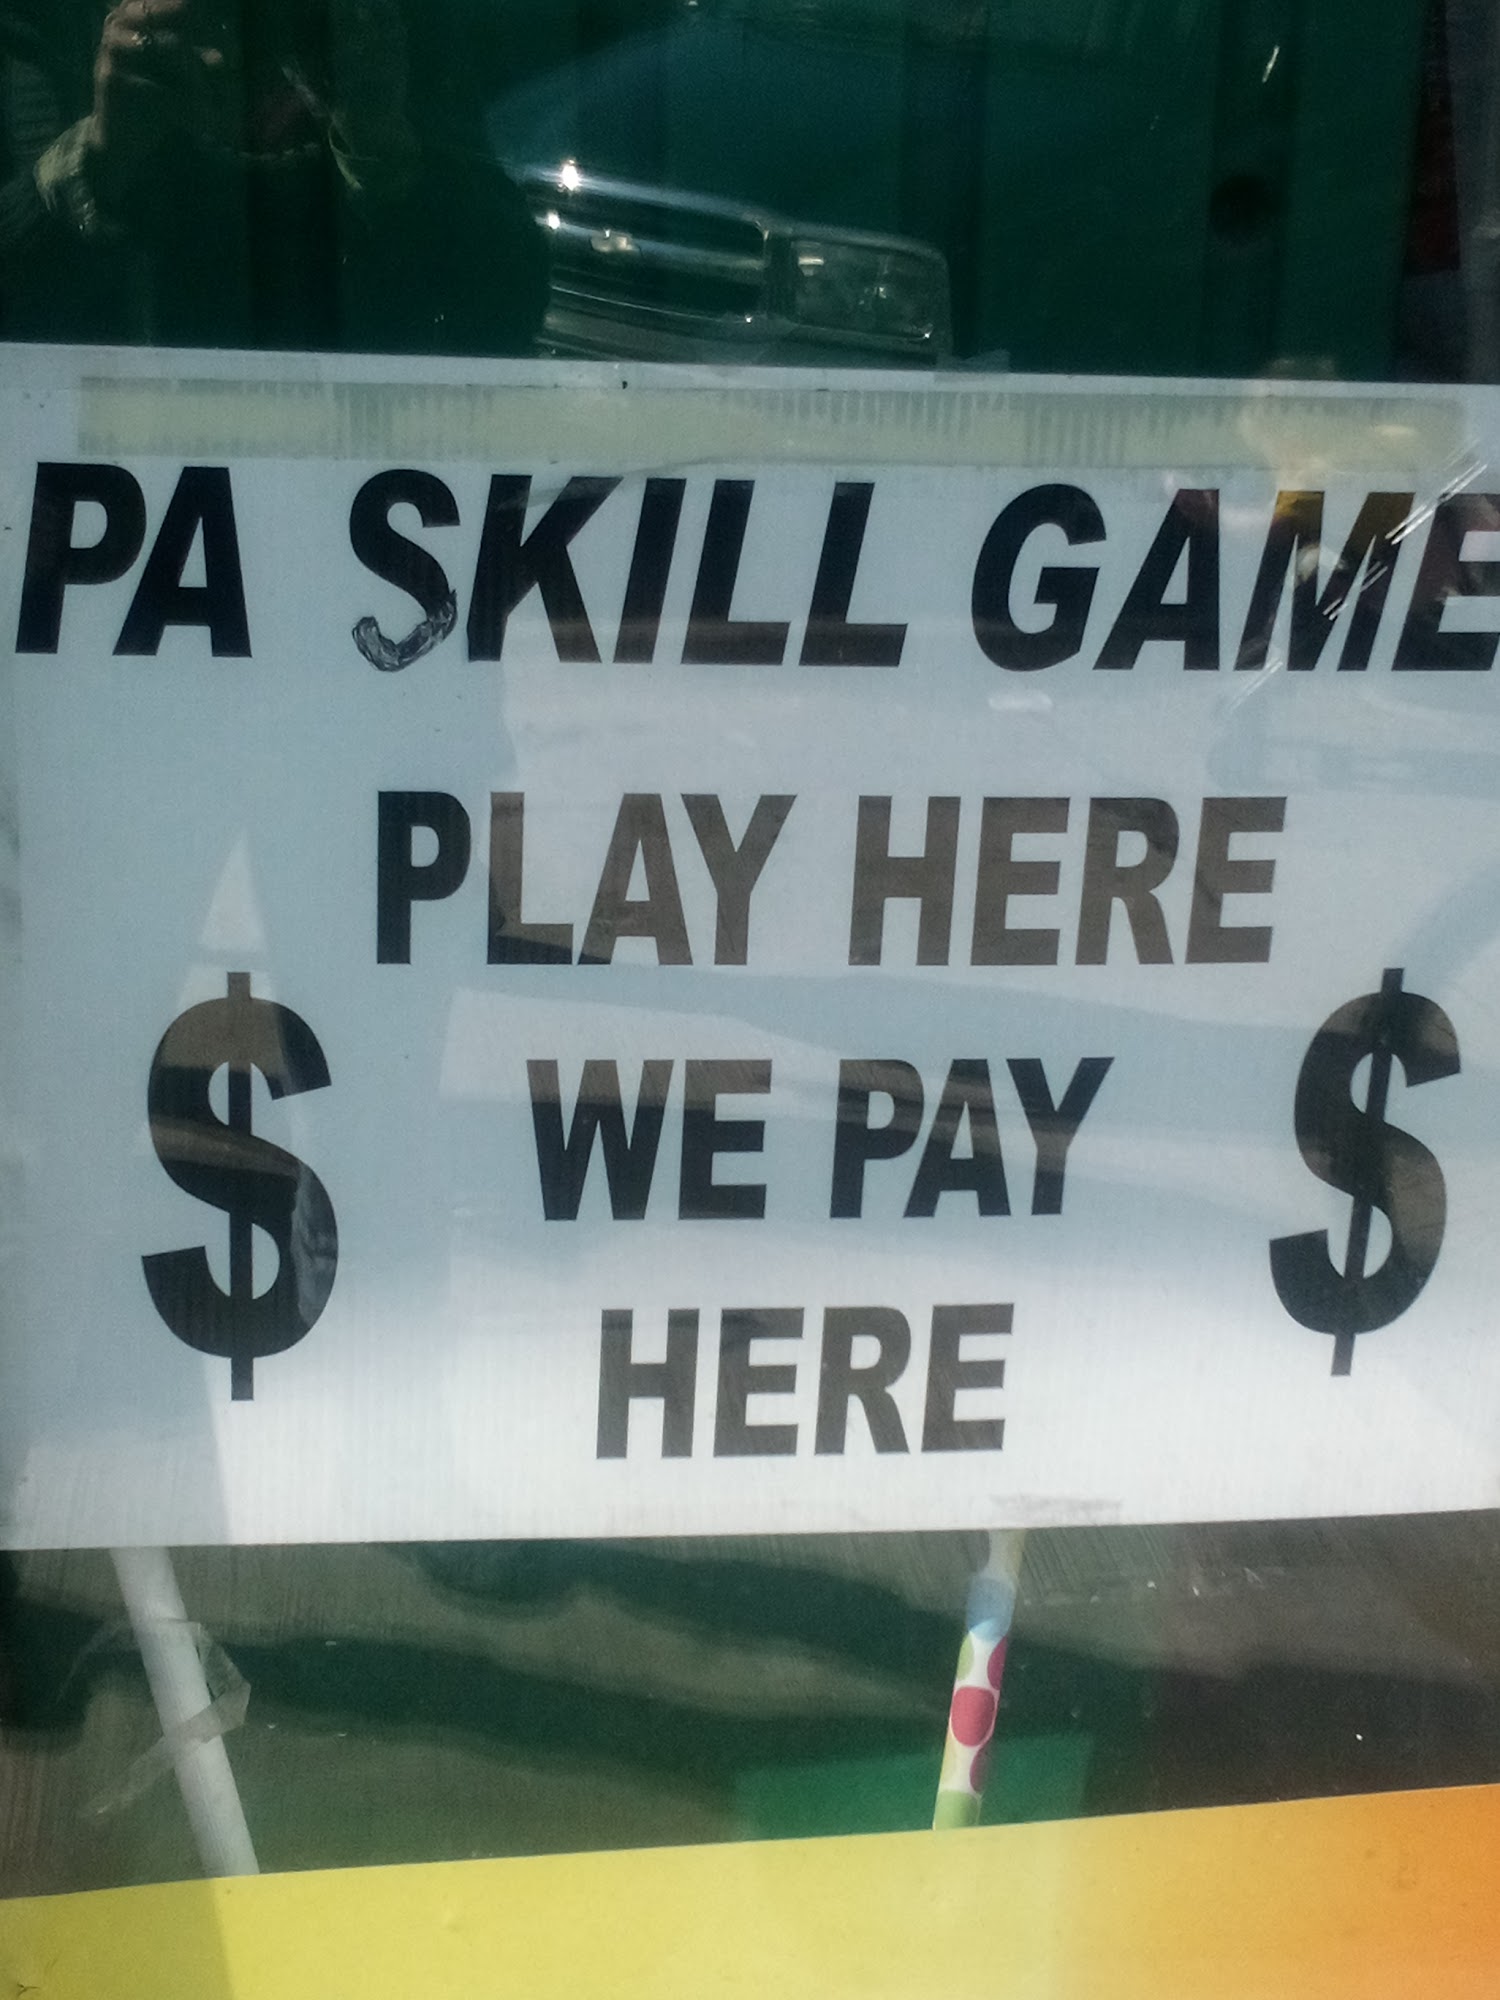 PA SKILL GAME
PLAY HERE
$ WE PAY $
HERE